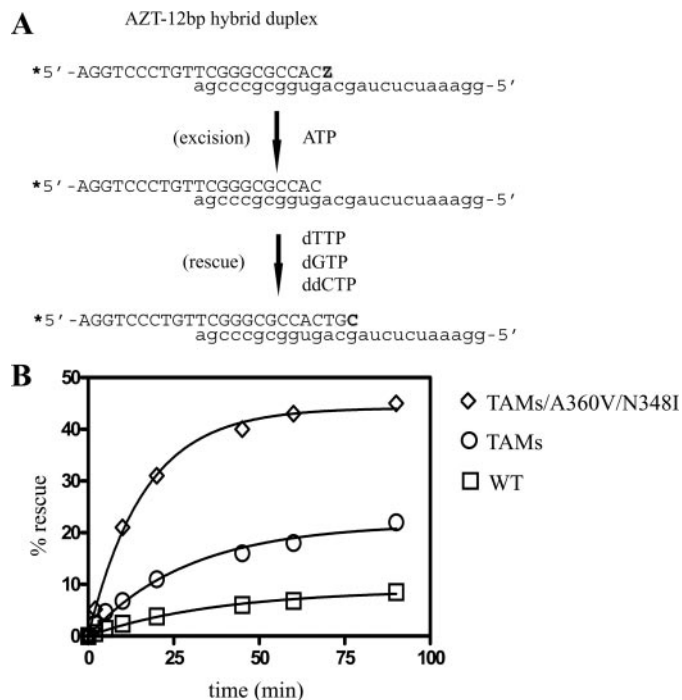 A
AZT-12bp hybrid duplex
*5'-AGGTCCCTGTTCGGGCGCCACZ
agcccgcggugacgaucucuaaagg-5'
(excision) ATP
*5'-AGGTCCCTGTTCGGGCGCCAC
agcccgcggugacgaucucuaaagg-5'
(rescue)
dTTP
dGTP
ddCTP
*5'-AGGTCCCTGTTCGGGCGCCACTGC
agcccgcggugacgaucucuaaagg-5'
B
50
40
30
20
10
0
% rescue
0 25 50 75 100
time (min)
TAMs/A360V/N348I
TAMs
WT